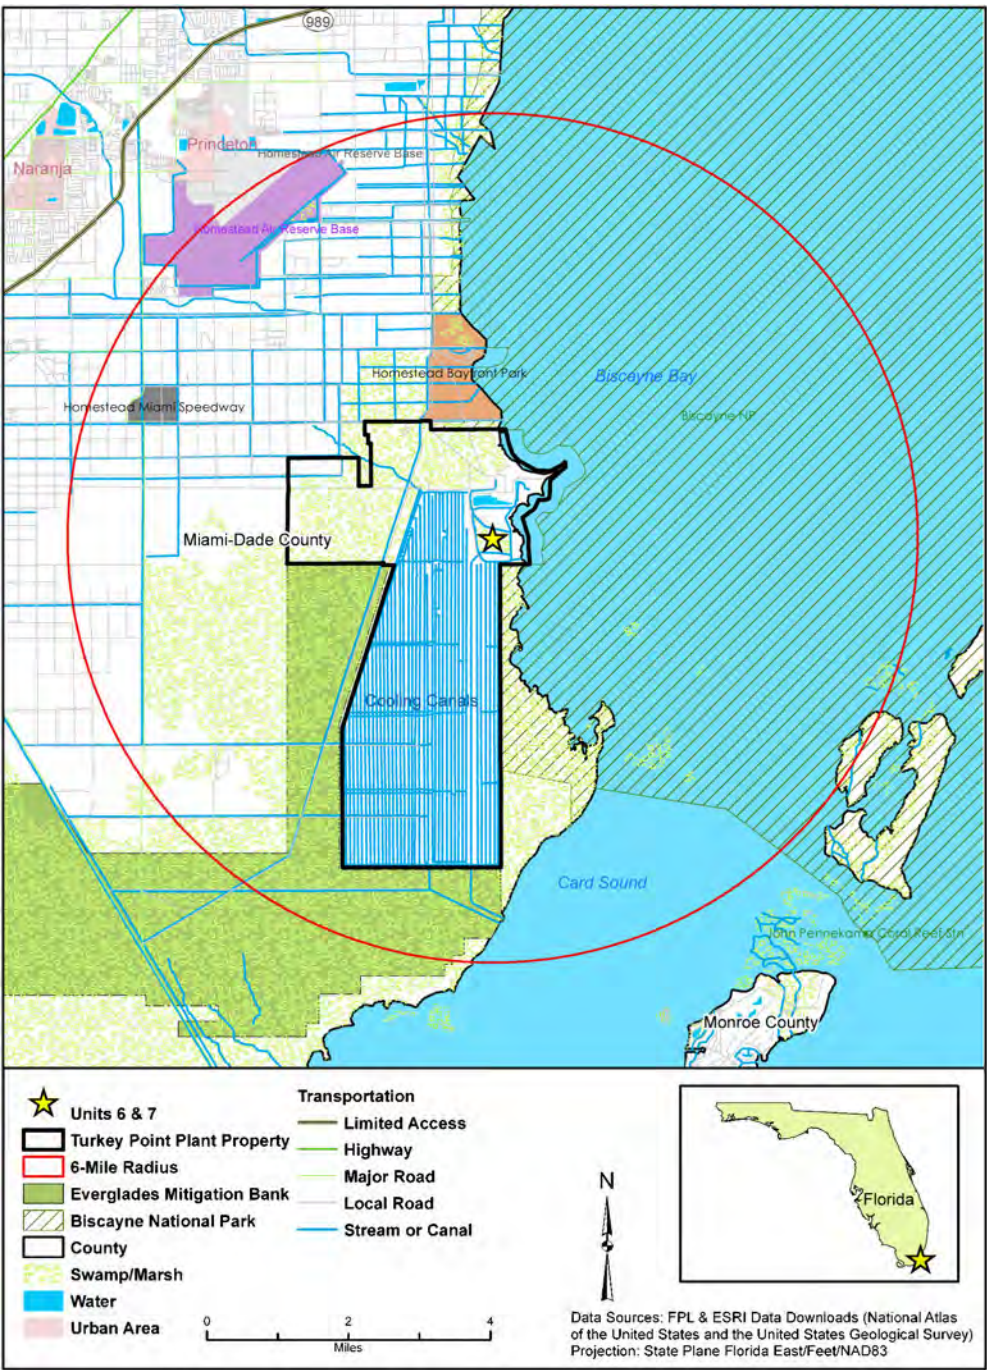 989
Princeton
Homestead Air Reserve Base
Naranja
Homestead Air Reserve Base
Homestead Bayfront Park
Biscayne Bay
Homestead Miami Speedway
Biscayne NP
Miami-Dade County
Cooling Canals
Card Sound
John Pennekamp Coral Reef Stn
Monroe County
Units 6 & 7
Turkey Point Plant Property
6-Mile Radius
Everglades Mitigation Bank
Biscayne National Park
County
Swamp/Marsh
Water
Urban Area
Transportation
Limited Access
Highway
Major Road
Local Road
Stream or Canal
0 2 4
Miles
N
Florida
Data Sources: FPL & ESRI Data Downloads (National Atlas
of the United States and the United States Geological Survey)
Projection: State Plane Florida East/Feet/NAD83